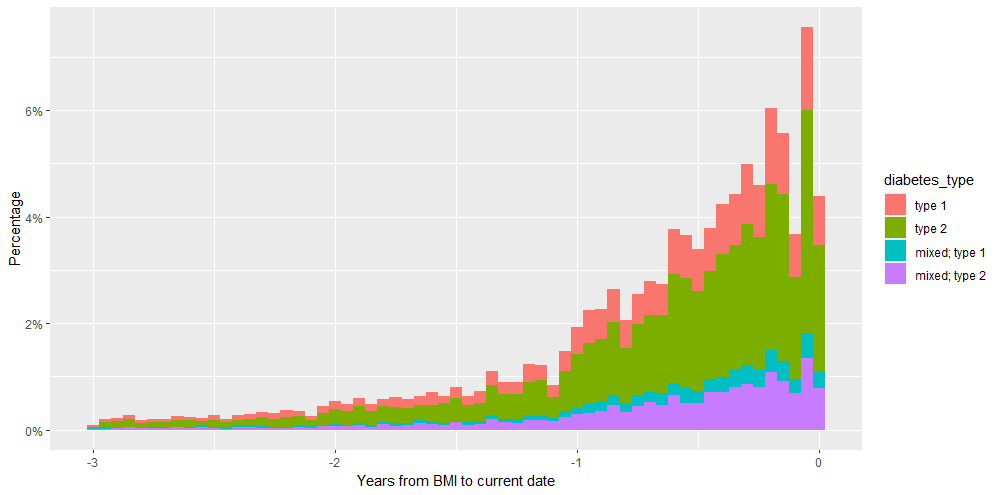 Percentage
6%
4%
2%
0%
-3
-2
-1
0
Years from BMI to current date
diabetes_type
type 1
type 2
mixed; type 1
mixed; type 2